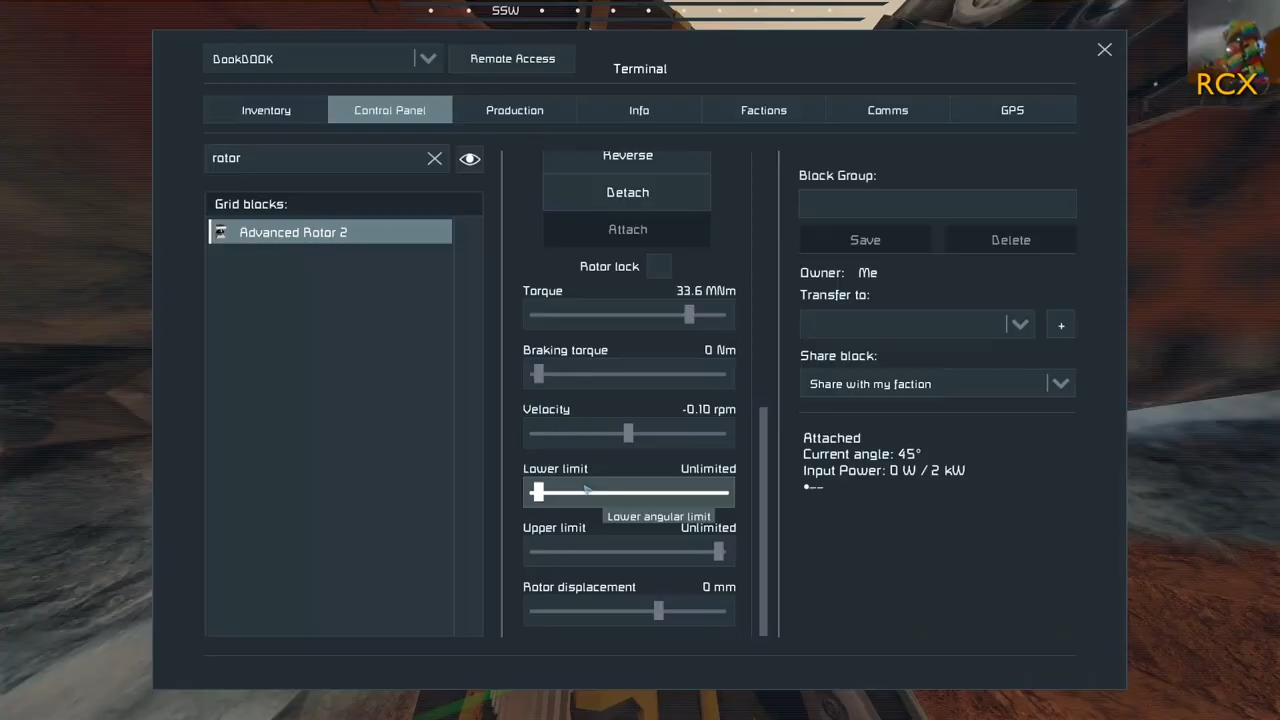 SSW
DookDOOK
Remote Access
Terminal
RCX
Inventory
Control Panel
Production
Info
Factions
Comms
GPS
rotor
Grid blocks:
Advanced Rotor 2
Reverse
Detach
Attach
Rotor lock
Torque 33.6 MNm
Braking torque 0 Nm
Velocity -0.10 rpm
Lower limit Unlimited
Lower angular limit
Upper limit Unlimited
Rotor displacement 0 mm
Block Group:
Save
Delete
Owner: Me
Transfer to:
+
Share block:
Share with my faction
Attached
Current angle: 45°
Input Power: 0 W / 2 kW
•--